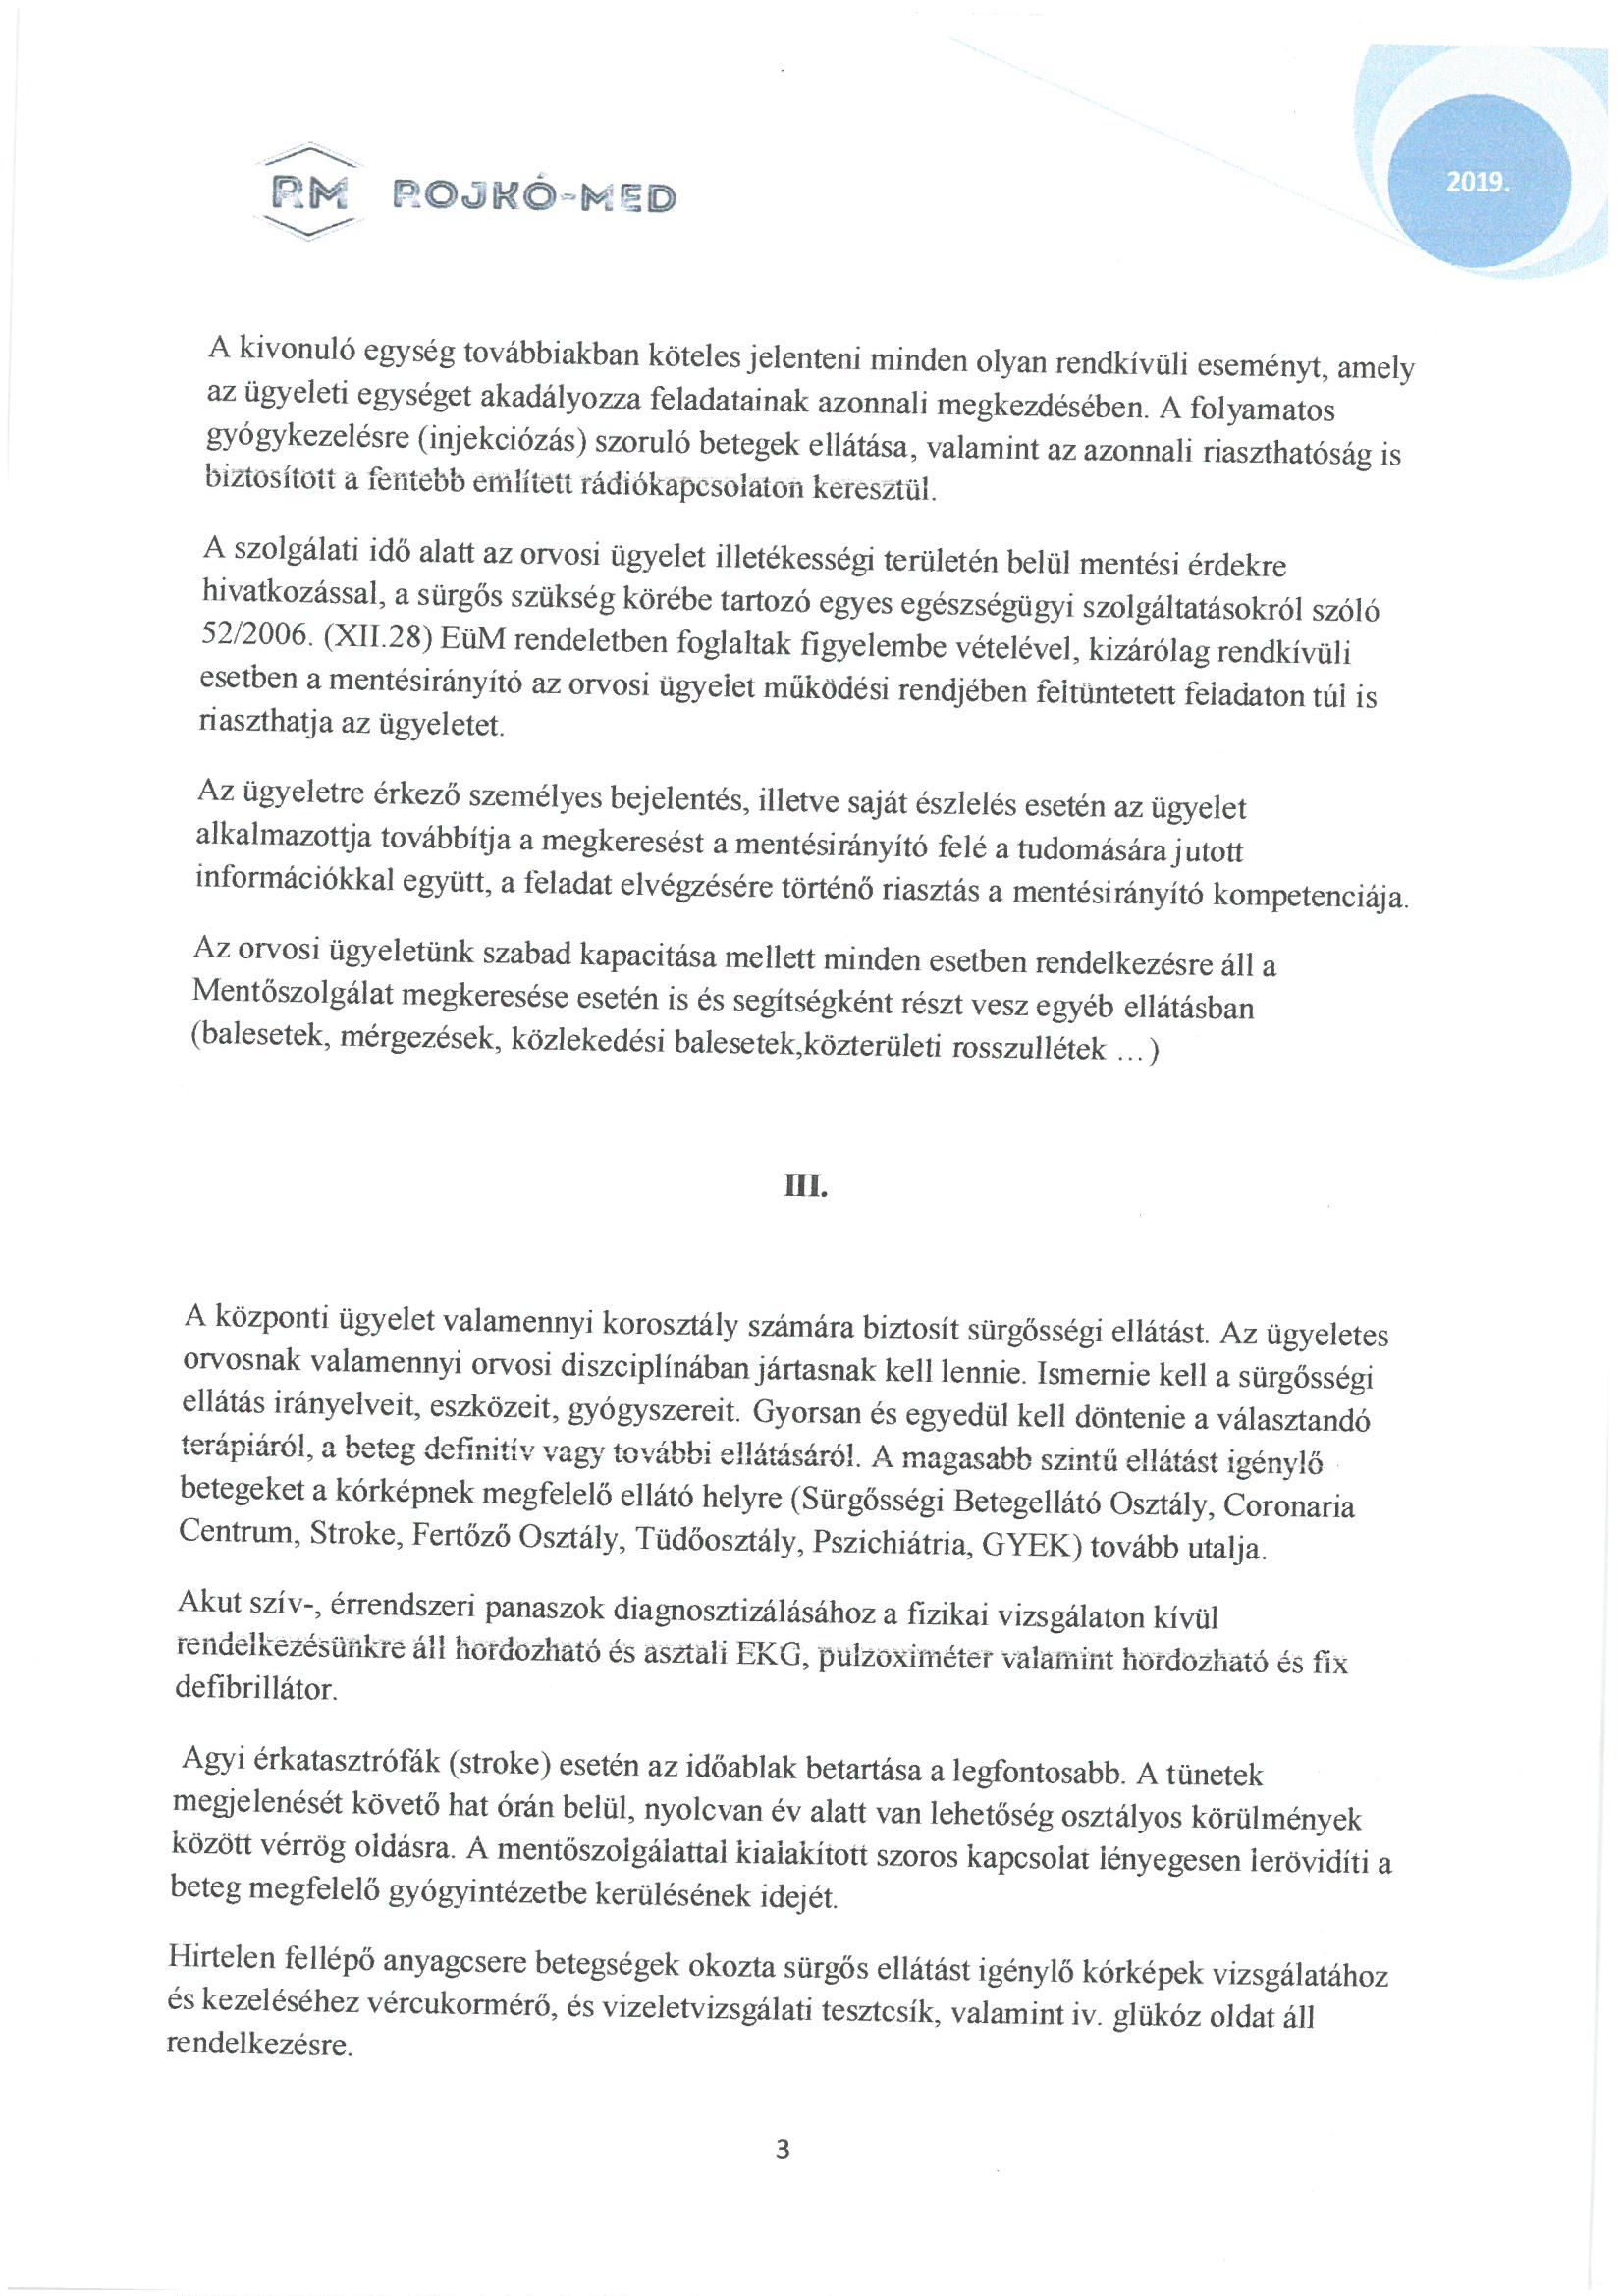 2019.
RM ROJKÓ-MED
A kivonuló egység továbbiakban köteles jelenteni minden olyan rendkívüli eseményt, amely
az ügyeleti egységet akadályozza feladatainak azonnali megkezdésében. A folyamatos
gyógykezelésre (injekciózás) szoruló betegek ellátása, valamint az azonnali riaszthatóság is
biztosított a fentebb említett rádiókapcsolaton keresztül.
A szolgálati idő alatt az orvosi ügyelet illetékességi területén belül mentési érdekre
hivatkozással, a sürgős szükség körébe tartozó egyes egészségügyi szolgáltatásokról szóló
52/2006. (XII.28) EüM rendeletben foglaltak figyelembe vételével, kizárólag rendkívüli
esetben a mentésirányító az orvosi ügyelet működési rendjében feltüntetett feladaton túl is
riaszthatja az ügyeletet.
Az ügyeletre érkező személyes bejelentés, illetve saját észlelés esetén az ügyelet
alkalmazottja továbbítja a megkeresést a mentésirányító felé a tudomására jutott
információkkal együtt, a feladat elvégzésére történő riasztás a mentésirányító kompetenciája.
Az orvosi ügyeletünk szabad kapacitása mellett minden esetben rendelkezésre áll a
Mentőszolgálat megkeresése esetén is és segítségként részt vesz egyéb ellátásban
(balesetek, mérgezések, közlekedési balesetek,közterületi rosszullétek ...)
III.
A központi ügyelet valamennyi korosztály számára biztosít sürgősségi ellátást. Az ügyeletes
orvosnak valamennyi orvosi diszciplínában jártasnak kell lennie. Ismernie kell a sürgősségi
ellátás irányelveit, eszközeit, gyógyszereit. Gyorsan és egyedül kell döntenie a választandó
terápiáról, a beteg definitív vagy további ellátásáról. A magasabb szintű ellátást igénylő
betegeket a kórképnek megfelelő ellátó helyre (Sürgősségi Betegellátó Osztály, Coronaria
Centrum, Stroke, Fertőző Osztály, Tüdőosztály, Pszichiátria, GYEK) tovább utalja.
Akut szív-, érrendszeri panaszok diagnosztizálásához a fizikai vizsgálaton kívül
rendelkezésünkre áll hordozható és asztali EKG, pulzoximéter valamint hordozható és fix
defibrillátor.
Agyi érkatasztrófák (stroke) esetén az időablak betartása a legfontosabb. A tünetek
megjelenését követő hat órán belül, nyolcvan év alatt van lehetőség osztályos körülmények
között vérrög oldásra. A mentőszolgálattal kialakított szoros kapcsolat lényegesen lerövidíti a
beteg megfelelő gyógyintézetbe kerülésének idejét.
Hirtelen fellépő anyagcsere betegségek okozta sürgős ellátást igénylő kórképek vizsgálatához
és kezeléséhez vércukormérő, és vizeletvizsgálati tesztcsík, valamint iv. glükóz oldat áll
rendelkezésre.
3